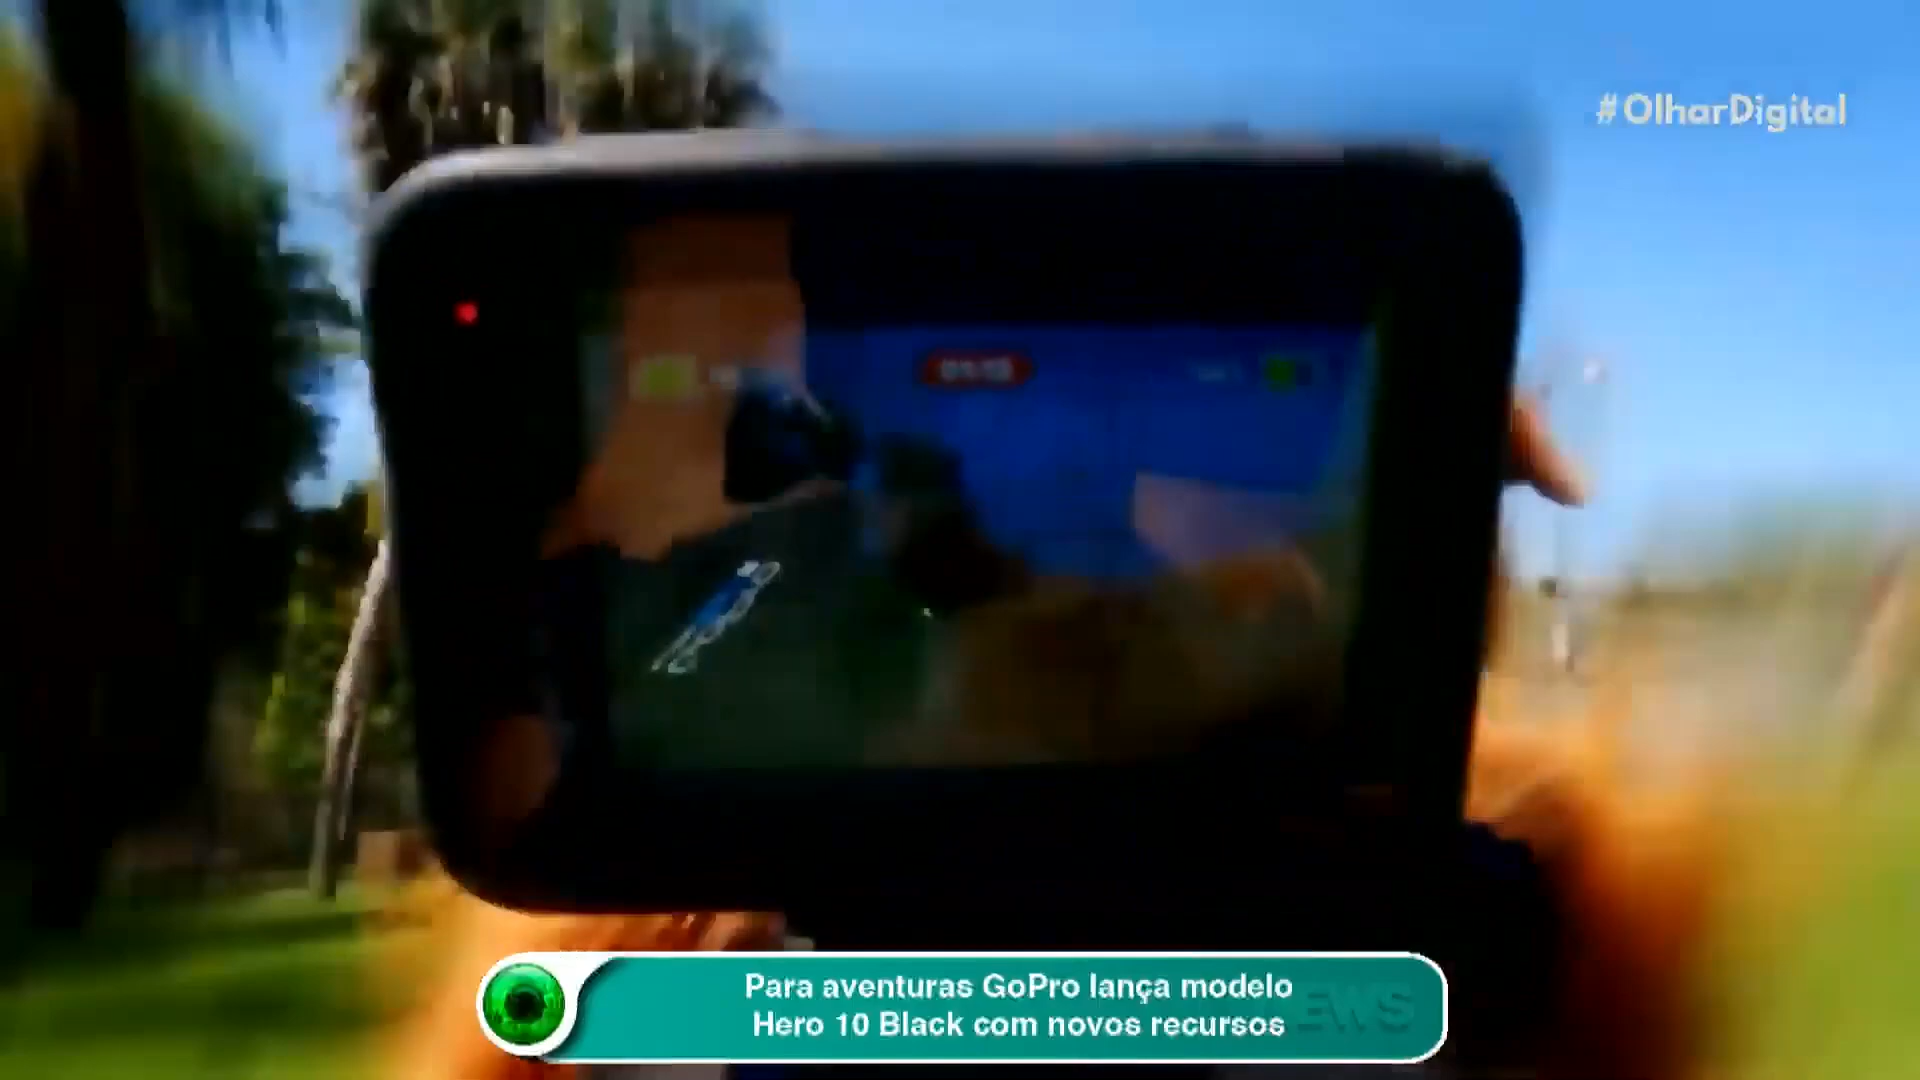 #OlharDigital
Para aventuras GoPro lança modelo
Hero 10 Black com novos recursos